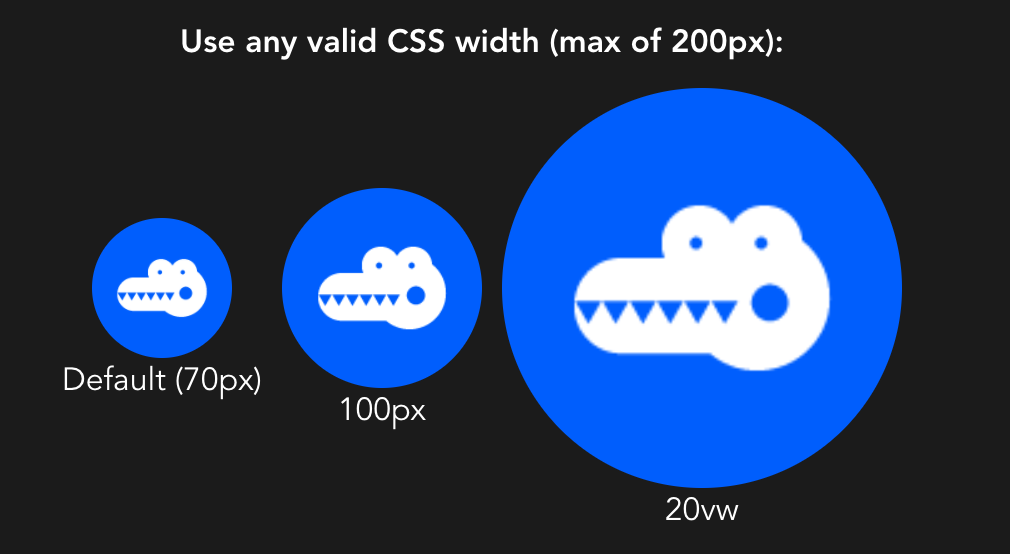 Use any valid CSS width (max of 200px):
Default (70px)
100px
20vw